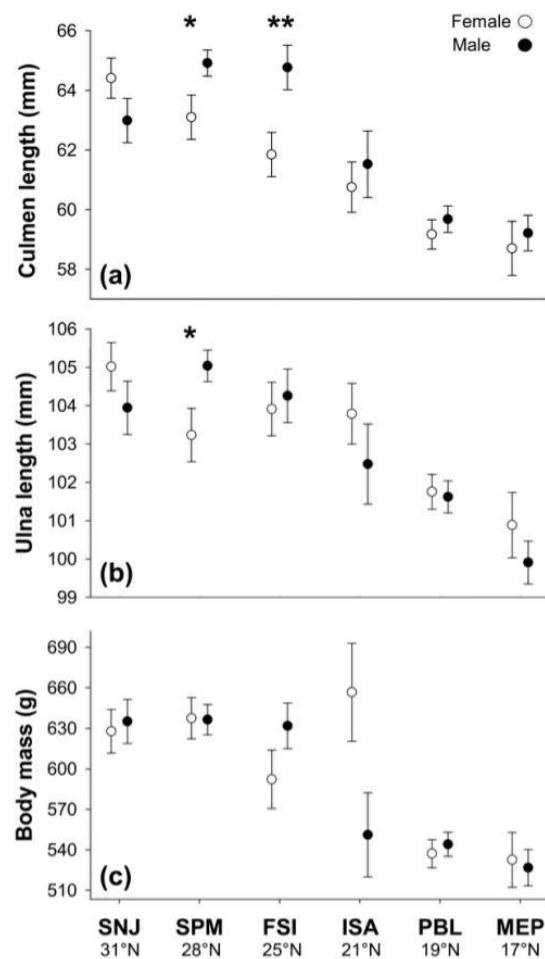 * **
Female
Male
66
64
62
60
58
Culmen length (mm)
(a)
*
106
105
104
103
102
101
100
99
Ulna length (mm)
(b)
690
660
630
600
570
540
510
Body mass (g)
(c)
SNJ SPM FSI ISA PBL MEP
31°N 28°N 25°N 21°N 19°N 17°N